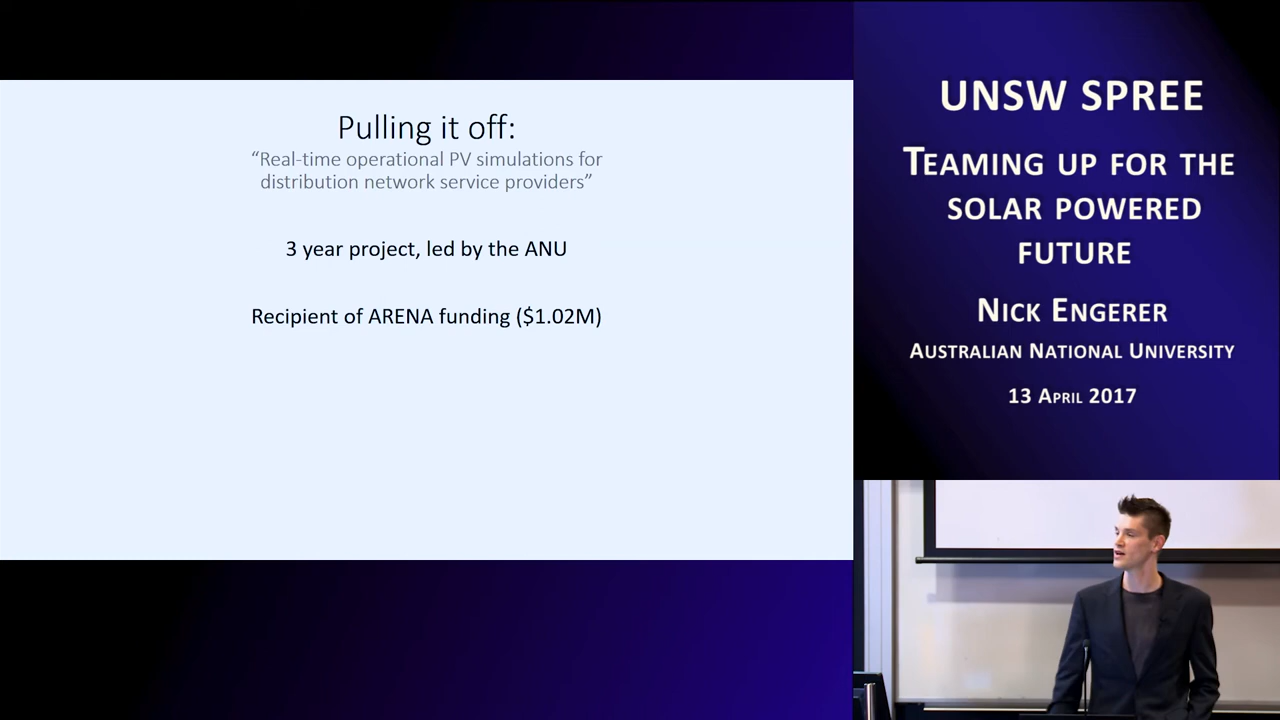 Pulling it off:
“Real-time operational PV simulations for
distribution network service providers”
3 year project, led by the ANU
Recipient of ARENA funding ($1.02M)
UNSW SPREE
TEAMING UP FOR THE
SOLAR POWERED
FUTURE
NICK ENGERER
AUSTRALIAN NATIONAL UNIVERSITY
13 APRIL 2017